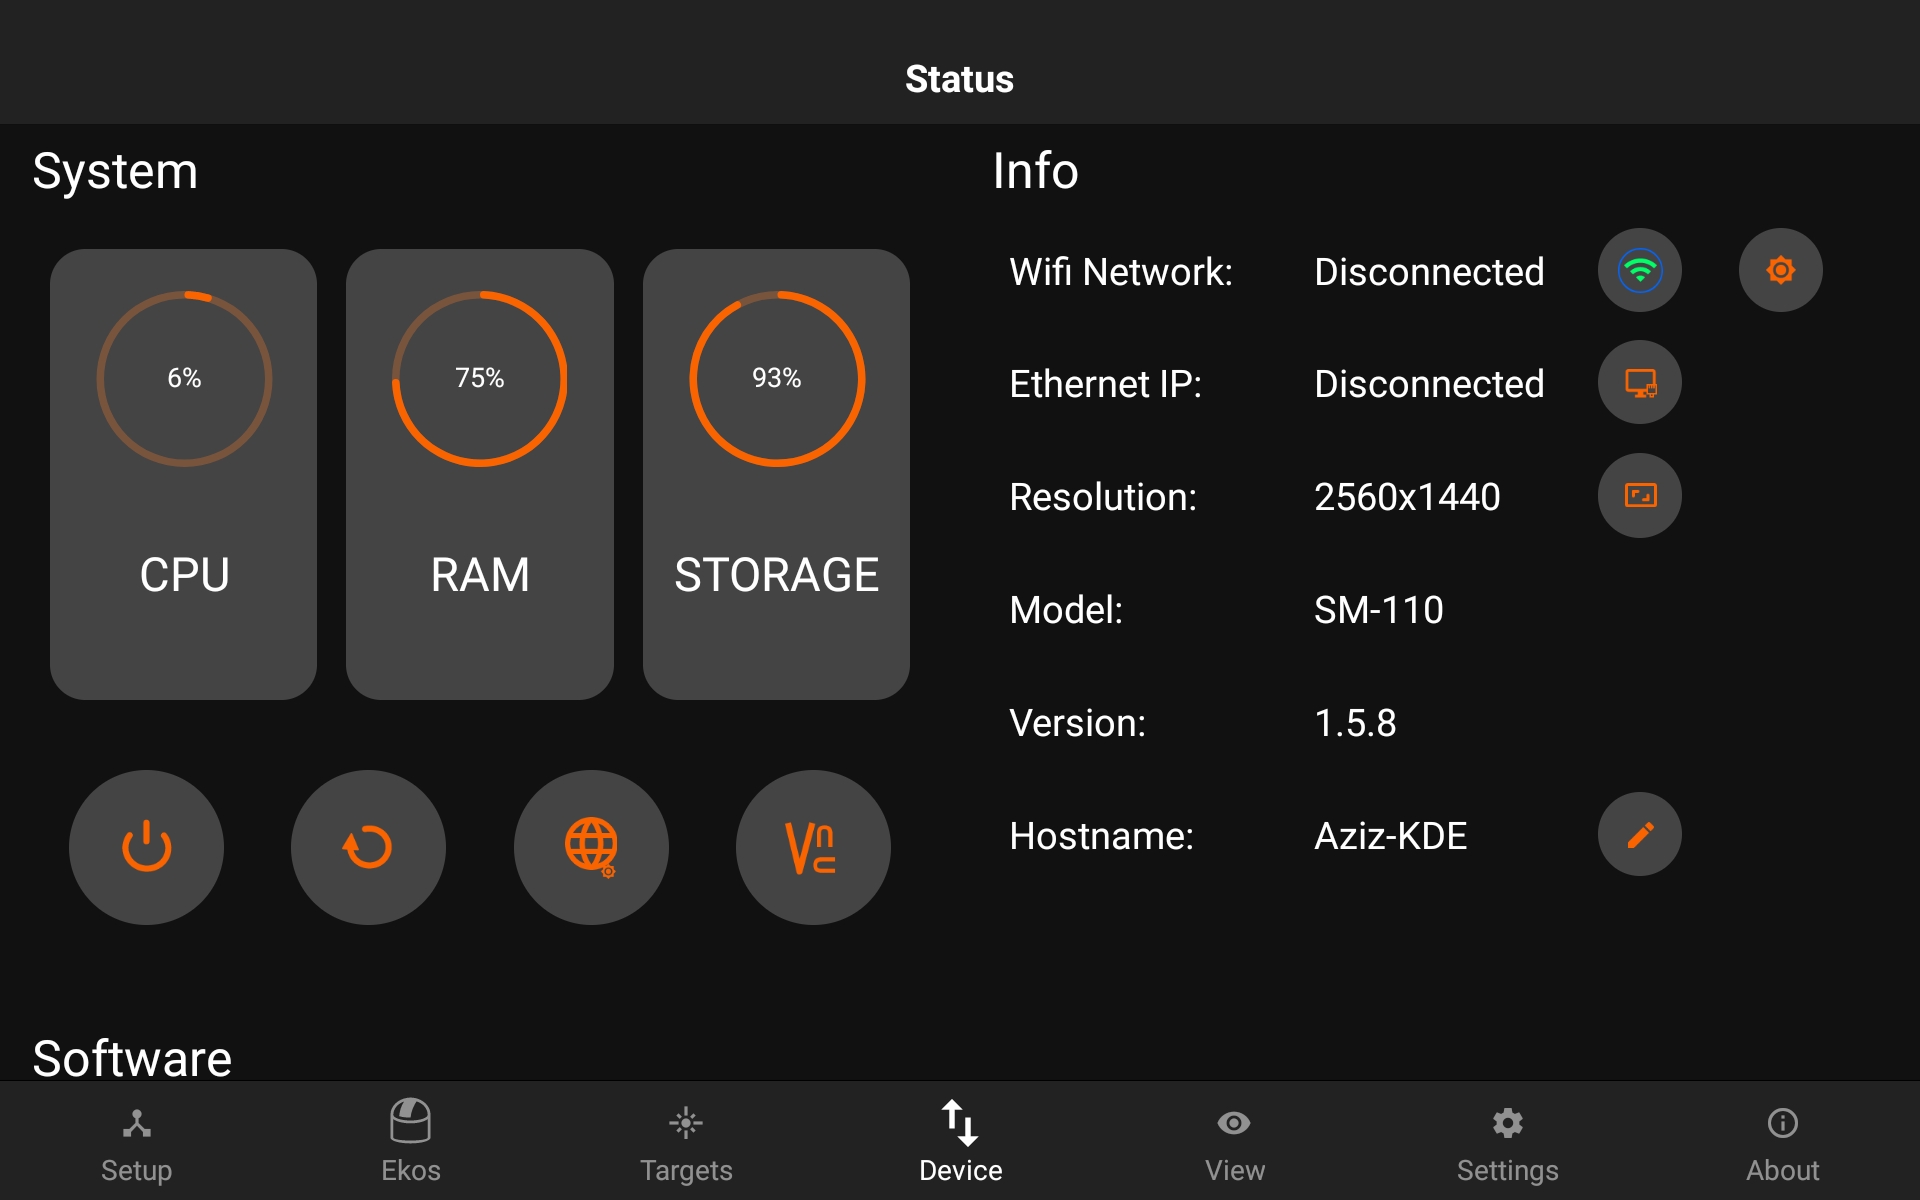 Status
System
6%
CPU
75%
RAM
93%
STORAGE
Info
Wifi Network: Disconnected
Ethernet IP: Disconnected
Resolution: 2560x1440
Model: SM-110
Version: 1.5.8
Hostname: Aziz-KDE
Software
Setup
Ekos
Targets
Device
View
Settings
About